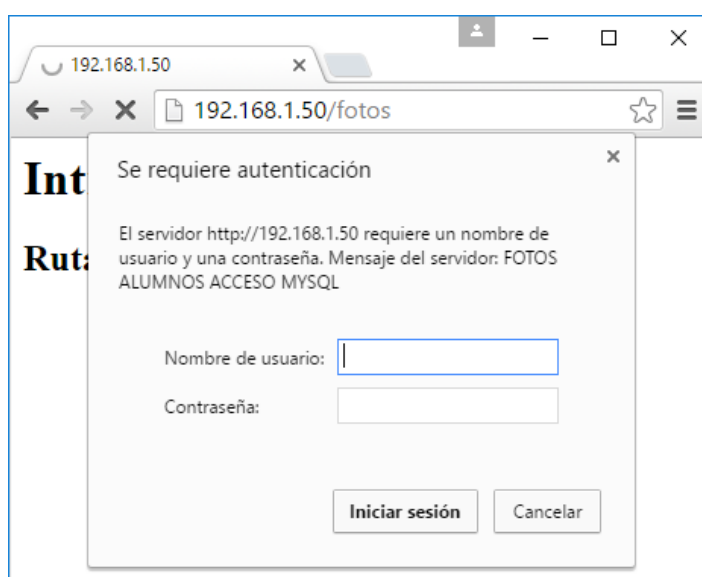 192.168.1.50
192.168.1.50/fotos
Se requiere autenticación
El servidor http://192.168.1.50 requiere un nombre de
usuario y una contraseña. Mensaje del servidor: FOTOS
ALUMNOS ACCESO MYSQL
Nombre de usuario:
Contraseña:
Iniciar sesión
Cancelar